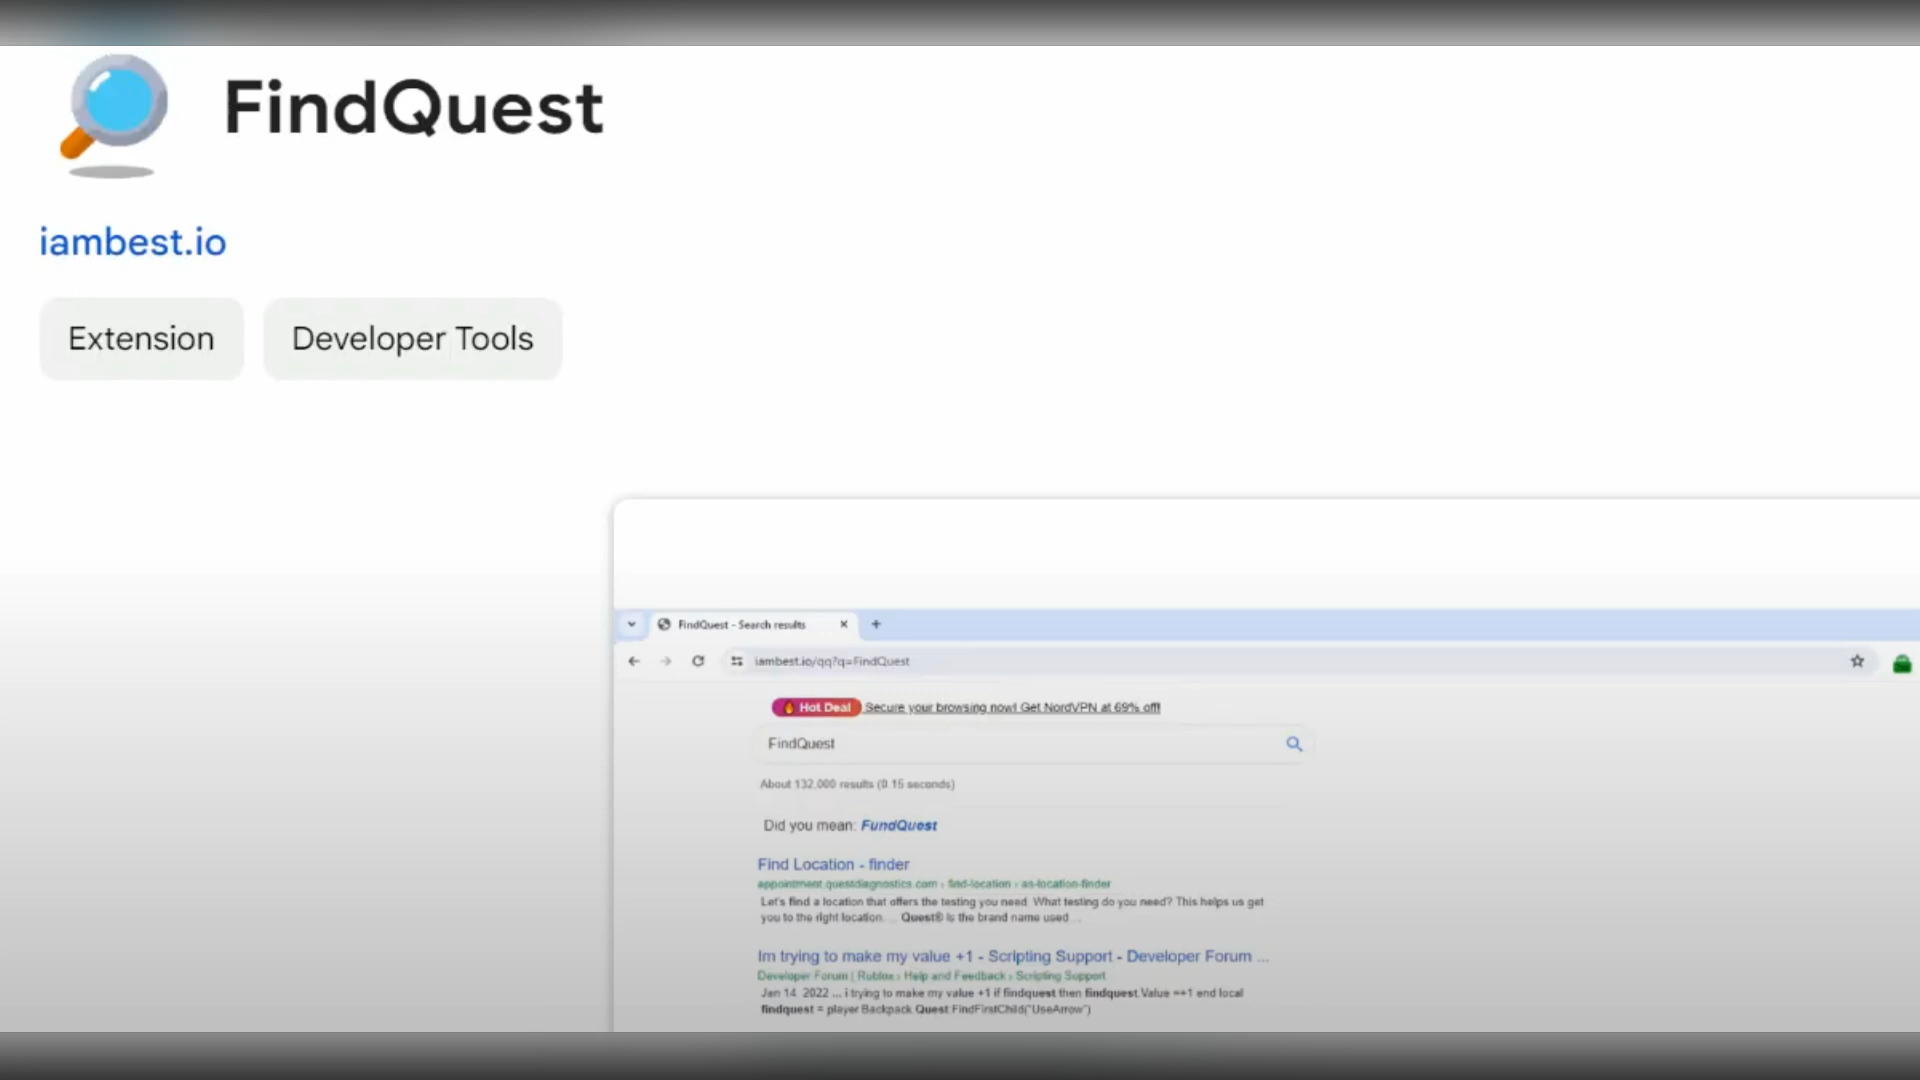 FindQuest
iambest.io
Extension
Developer Tools
FindQuest - Search results
iambest.io/qq?q=FindQuest
Hot Deal Secure your browsing now! Get NordVPN at 69% off!
FindQuest
About 132,000 results (0.15 seconds)
Did you mean: FundQuest
Find Location - finder
appointment.questdiagnostics.com › find-location › as-location-finder
Let's find a location that offers the testing you need. What testing do you need? This helps us get
you to the right location. ... Quest® is the brand name used ...
Im trying to make my value +1 - Scripting Support - Developer Forum ...
Developer Forum | Roblox › Help and Feedback › Scripting Support
Jan 14, 2022 ... i trying to make my value +1 if findquest then findquest.Value =+1 end local
findquest = player.Backpack.Quest:FindFirstChild("UseArrow")